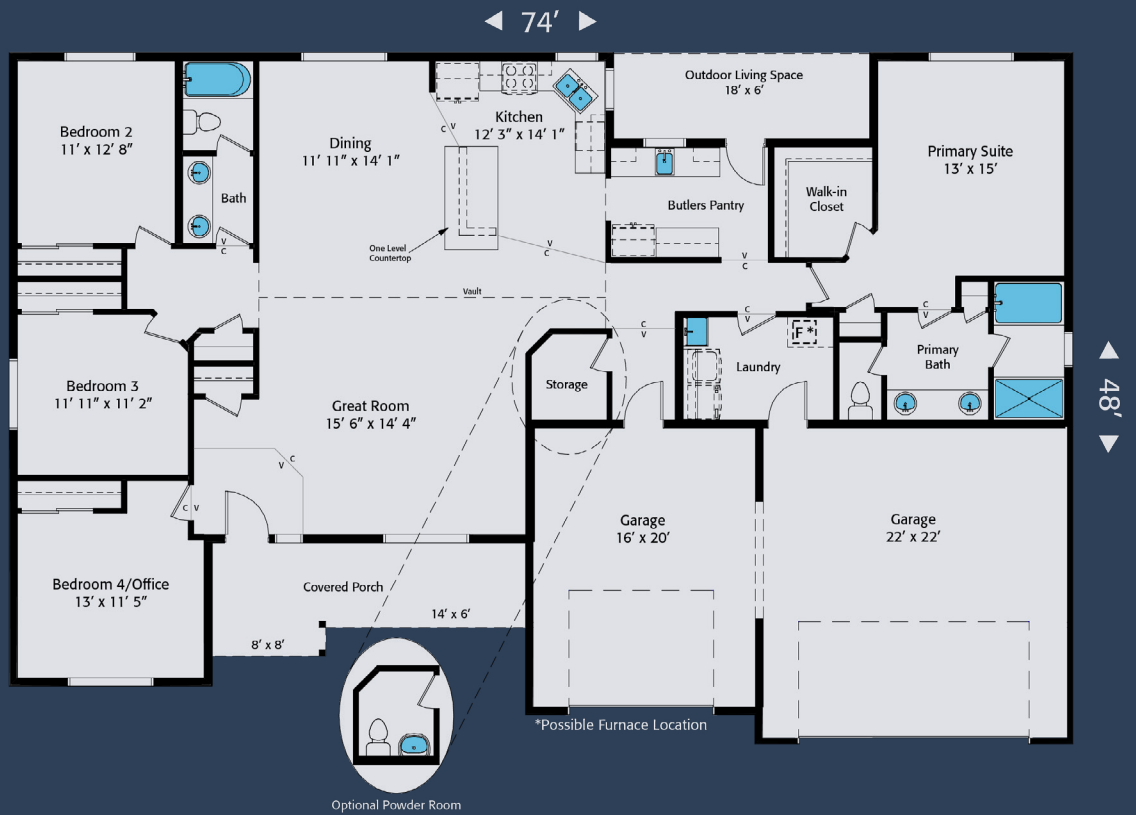 74’
Bedroom 2
11’ x 12’ 8”
Bath
V
C
Dining
11’ 11” x 14’ 1”
C V
Kitchen
12’ 3” x 14’ 1”
One Level
Countertop
V
C
Outdoor Living Space
18’ x 6’
Butlers Pantry
V
C
Walk-in
Closet
Primary Suite
13’ x 15’
Vault
C
V
C
V
C
V
F *
Laundry
Primary
Bath
Storage
48’
Bedroom 3
11’ 11” x 11’ 2”
Great Room
15’ 6” x 14’ 4”
C
V
C V
Bedroom 4/Office
13’ x 11’ 5”
Covered Porch
14’ x 6’
8’ x 8’
Garage
16’ x 20’
Garage
22’ x 22’
*Possible Furnace Location
Optional Powder Room